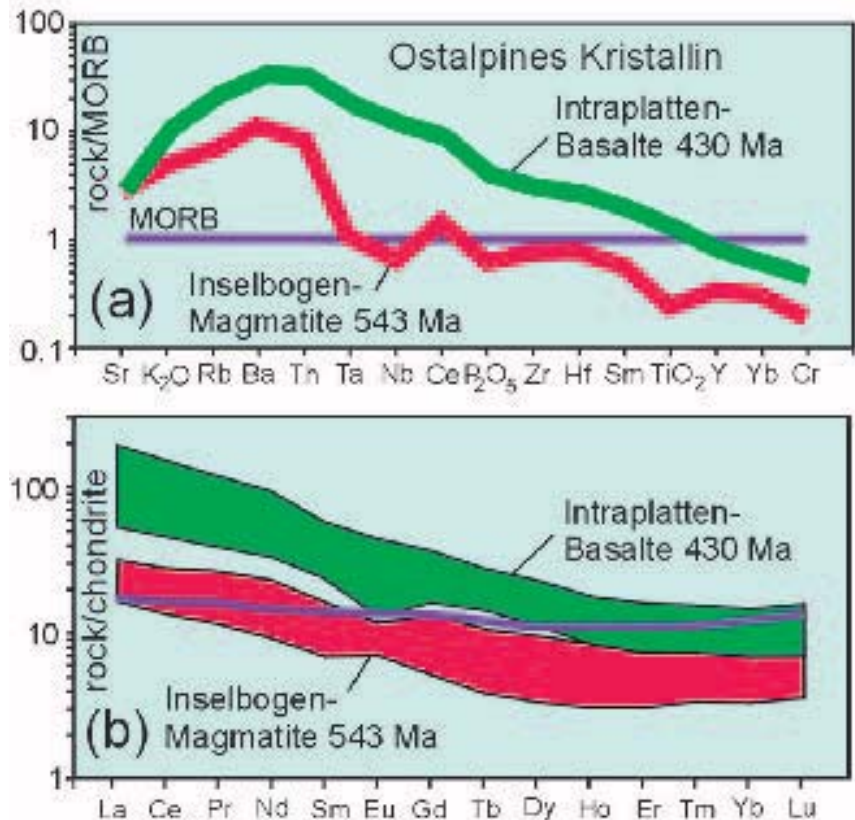 100
10
1
0.1
rock/MORB
Ostalpines Kristallin
Intraplatten-
Basalte 430 Ma
MORB
(a)
Inselbogen-
Magmatite 543 Ma
Sr K₂O Rb Ba Th Ta Nb Ce P₂O₅ Zr Hf Sm TiO₂ Y Yb Cr
100
10
1
rock/chondrite
Intraplatten-
Basalte 430 Ma
(b)
Inselbogen-
Magmatite 543 Ma
La Ce Pr Nd Sm Eu Gd Tb Dy Ho Er Tm Yb Lu